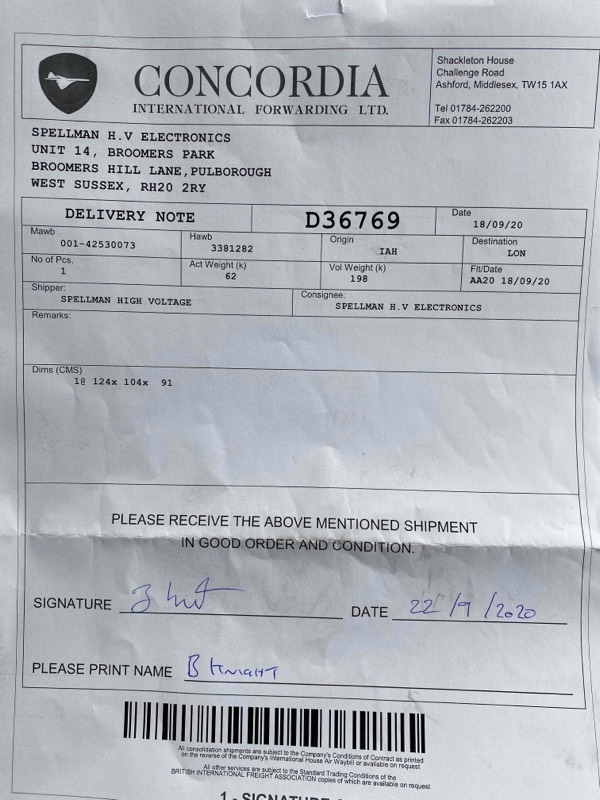 CONCORDIA
INTERNATIONAL FORWARDING LTD.
Shackleton House
Challenge Road
Ashford, Middlesex, TW15 1AX
Tel 01784-262200
Fax 01784-262203
SPELLMAN H.V ELECTRONICS
UNIT 14, BROOMERS PARK
BROOMERS HILL LANE,PULBOROUGH
WEST SUSSEX, RH20 2RY
DELIVERY NOTE
D36769
Date
18/09/20
Mawb
001-42530073
Hawb
3381282
Origin
IAH
Destination
LON
No of Pcs.
1
Act Weight (k)
62
Vol Weight (k)
198
Flt/Date
AA20 18/09/20
Shipper:
SPELLMAN HIGH VOLTAGE
Consignee:
SPELLMAN H.V ELECTRONICS
Remarks:
Dims (CMS)
1@ 124x 104x 91
PLEASE RECEIVE THE ABOVE MENTIONED SHIPMENT
IN GOOD ORDER AND CONDITION.
SIGNATURE
DATE 22/9/2020
PLEASE PRINT NAME B KNIGHT
All consolidation shipments are subject to the Company's Conditions of Contract as printed
on the reverse of the Company's International House Air Waybill or available on request
All other services are subject to the Standard Trading Conditions of the
BRITISH INTERNATIONAL FREIGHT ASSOCIATION copies of which are available on request
1 - SIGNATURE